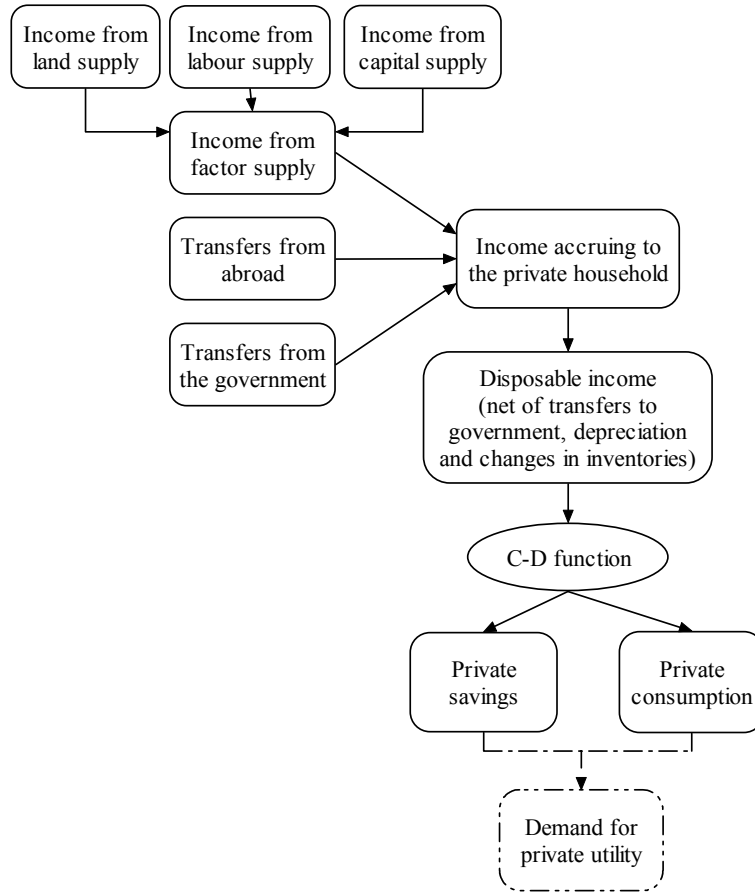 Income from
land supply
Income from
labour supply
Income from
capital supply
Income from
factor supply
Transfers from
abroad
Income accruing to
the private household
Transfers from
the government
Disposable income
(net of transfers to
government, depreciation
and changes in inventories)
C-D function
Private
savings
Private
consumption
Demand for
private utility